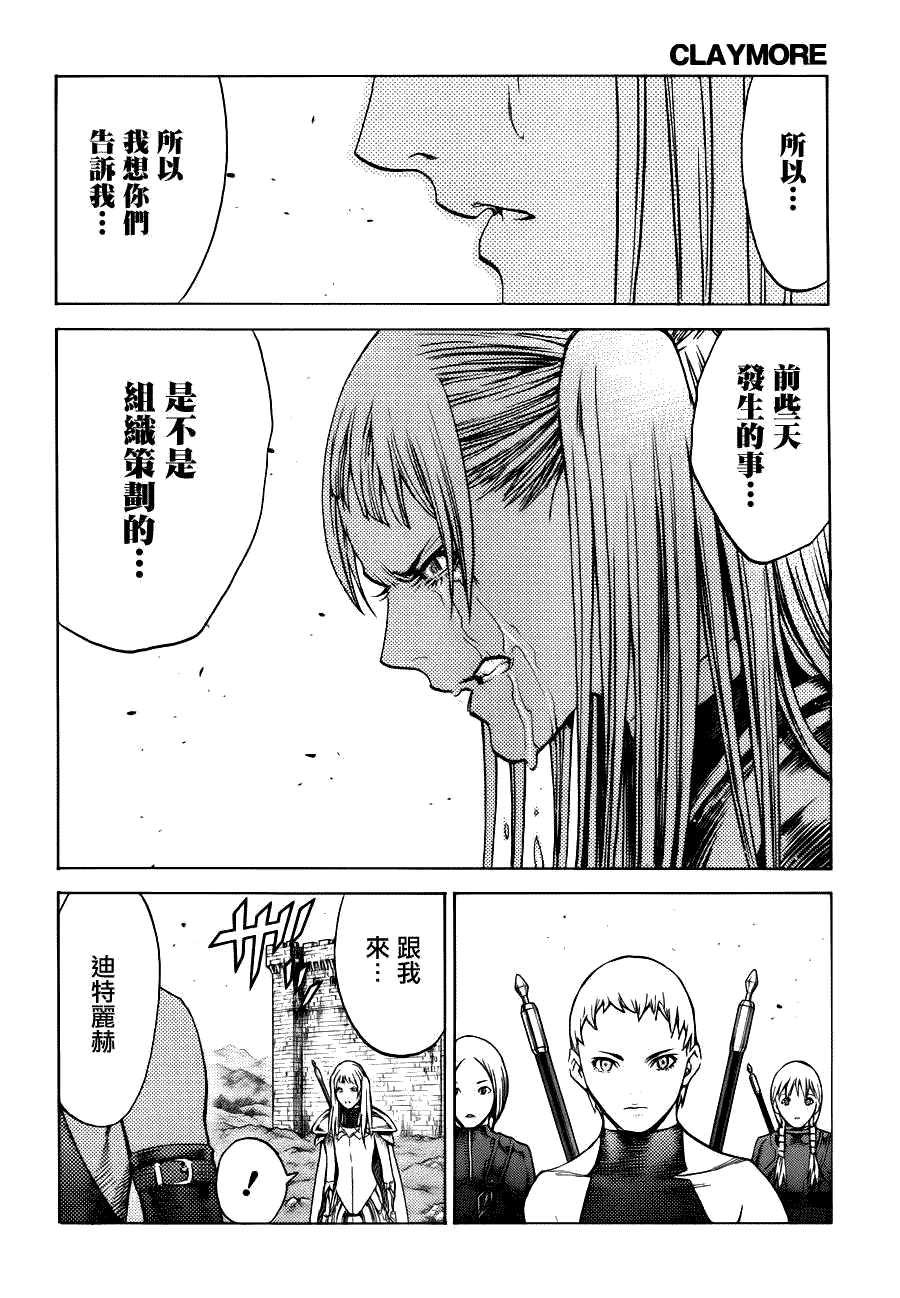 CLAYMORE
所以…
所以
我想你們
告訴我…
前些天
發生的事…
是不是
組織策劃的…
跟我
來…
迪特麗赫
！